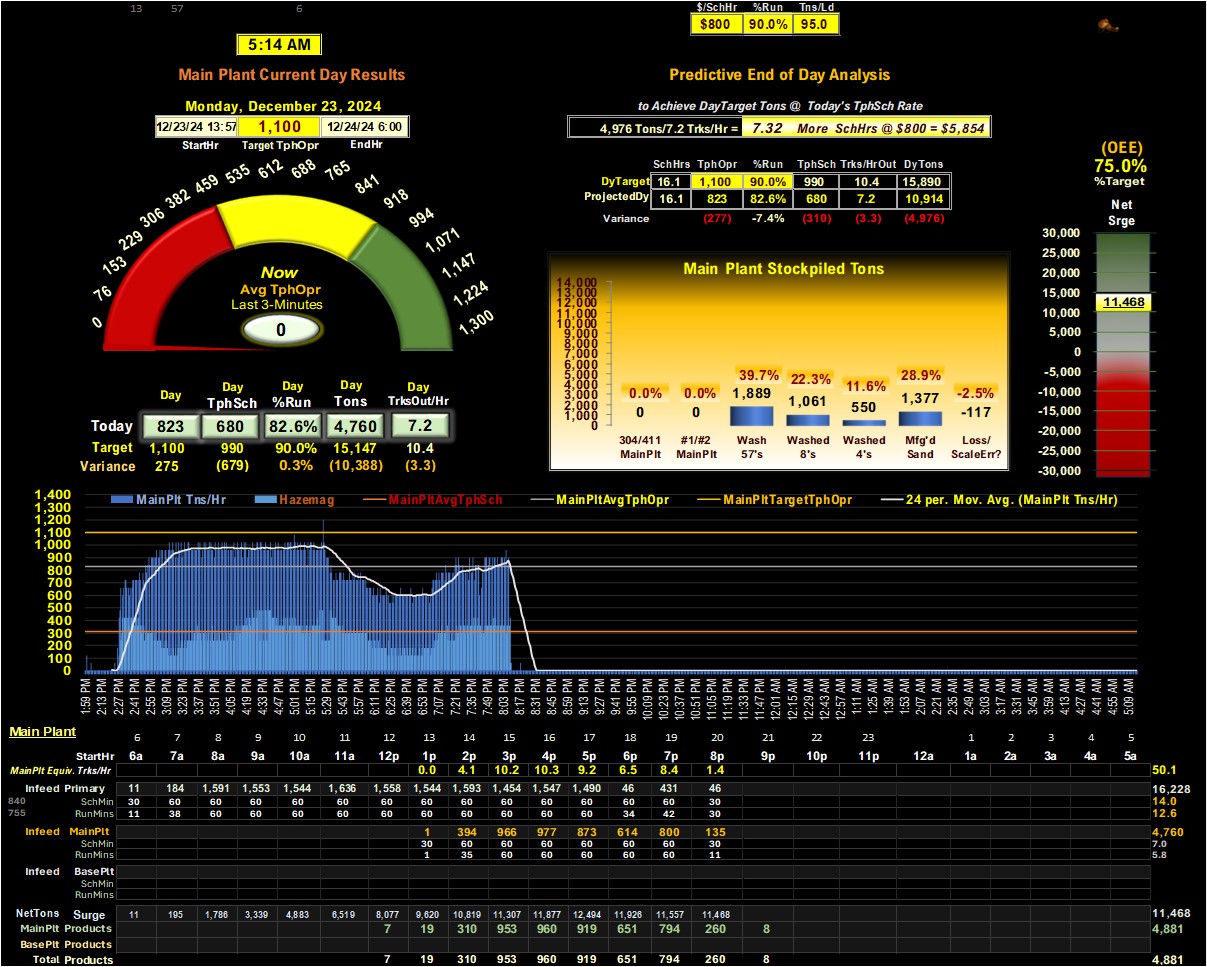 13 57 6
$/SchHr %Run Tns/Ld
$800 90.0% 95.0
5:14 AM
Main Plant Current Day Results
Predictive End of Day Analysis
Monday, December 23, 2024
to Achieve DayTarget Tons @ Today's TphSch Rate
12/23/24 13:57 1,100 12/24/24 6:00
StartHr Target TphOpr EndHr
4,976 Tons/7.2 Trks/Hr = 7.32 More SchHrs @ $800 = $5,854
SchHrs TphOpr %Run TphSch Trks/HrOut DyTons
DyTarget 16.1 1,100 90.0% 990 10.4 15,890
ProjectedDy 16.1 823 82.6% 680 7.2 10,914
Variance (277) -7.4% (310) (3.3) (4,976)
(OEE)
75.0%
%Target
Net
Srge
30,000
25,000
20,000
15,000
11,468
10,000
5,000
0
-5,000
-10,000
-15,000
-20,000
-25,000
-30,000
0 76 153 229 306 382 459 535 612 688 765 841 918 994 1,071 1,147 1,224 1,300
Now
Avg TphOpr
Last 3-Minutes
0
Main Plant Stockpiled Tons
14,000
13,000
12,000
11,000
10,000
9,000
8,000
7,000
6,000
5,000
4,000
3,000
2,000
1,000
0
0.0% 0.0% 39.7% 22.3% 11.6% 28.9% -2.5%
0 0 1,889 1,061 550 1,377 -117
304/411 #1/#2 Wash Washed Washed Mfg'd Loss/
MainPlt MainPlt 57's 8's 4's Sand ScaleErr?
Day Day Day Day Day
TphSch %Run Tons TrksOut/Hr
Today 823 680 82.6% 4,760 7.2
Target 1,100 990 90.0% 15,147 10.4
Variance 275 (679) 0.3% (10,388) (3.3)
MainPlt Tns/Hr Hazemag MainPltAvgTphSch MainPltAvgTphOpr MainPltTargetTphOpr 24 per. Mov. Avg. (MainPlt Tns/Hr)
1,400
1,300
1,200
1,100
1,000
900
800
700
600
500
400
300
200
100
0
1:59 PM 2:13 PM 2:27 PM 2:41 PM 2:55 PM 3:09 PM 3:23 PM 3:37 PM 3:51 PM 4:05 PM 4:19 PM 4:33 PM 4:47 PM 5:01 PM 5:15 PM 5:29 PM 5:43 PM 5:57 PM 6:11 PM 6:25 PM 6:39 PM 6:53 PM 7:07 PM 7:21 PM 7:35 PM 7:49 PM 8:03 PM 8:17 PM 8:31 PM 8:45 PM 8:59 PM 9:13 PM 9:27 PM 9:41 PM 9:55 PM 10:09 PM 10:23 PM 10:37 PM 10:51 PM 11:05 PM 11:19 PM 11:33 PM 11:47 PM 12:01 AM 12:15 AM 12:29 AM 12:43 AM 12:57 AM 1:11 AM 1:25 AM 1:39 AM 1:53 AM 2:07 AM 2:21 AM 2:35 AM 2:49 AM 3:03 AM 3:17 AM 3:31 AM 3:45 AM 3:59 AM 4:13 AM 4:27 AM 4:41 AM 4:55 AM 5:09 AM
Main Plant 6 7 8 9 10 11 12 13 14 15 16 17 18 19 20 21 22 23 1 2 3 4 5
StartHr 6a 7a 8a 9a 10a 11a 12p 1p 2p 3p 4p 5p 6p 7p 8p 9p 10p 11p 12a 1a 2a 3a 4a 5a
MainPlt Equiv. Trks/Hr 0.0 4.1 10.2 10.3 9.2 6.5 8.4 1.4 50.1
Infeed Primary 11 184 1,591 1,553 1,544 1,636 1,558 1,544 1,593 1,454 1,547 1,490 46 431 46 16,228
840 SchMin 30 60 60 60 60 60 60 60 60 60 60 60 60 60 30 14.0
755 RunMins 11 38 60 60 60 60 60 60 60 60 60 60 34 42 30 12.6
Infeed MainPlt 1 394 966 977 873 614 800 135 4,760
SchMin 30 60 60 60 60 60 60 30 7.0
RunMins 1 35 60 60 60 60 60 11 5.8
Infeed BasePlt
SchMin
RunMins
NetTons Surge 11 195 1,786 3,339 4,883 6,519 8,077 9,620 10,819 11,307 11,877 12,494 11,926 11,557 11,468 11,468
MainPlt Products 7 19 310 953 960 919 651 794 260 8 4,881
BasePlt Products
Total Products 7 19 310 953 960 919 651 794 260 8 4,881